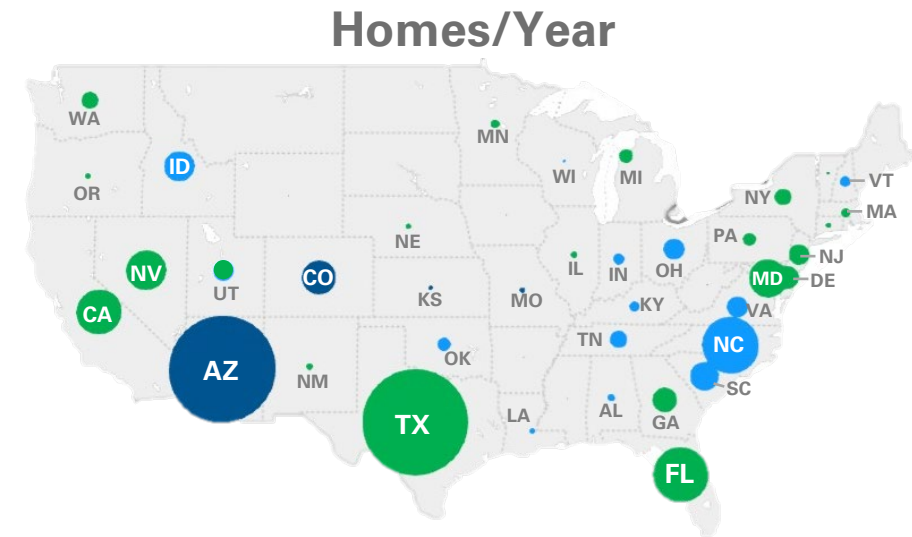 Homes/Year
WA
MN
ID
WI
MI
OR
VT
NY
MA
NE
PA
NJ
NV
UT
CO
IL
IN
OH
MD
DE
KS
MO
KY
CA
VA
TN
NC
AZ
OK
NM
SC
LA
AL
GA
TX
FL